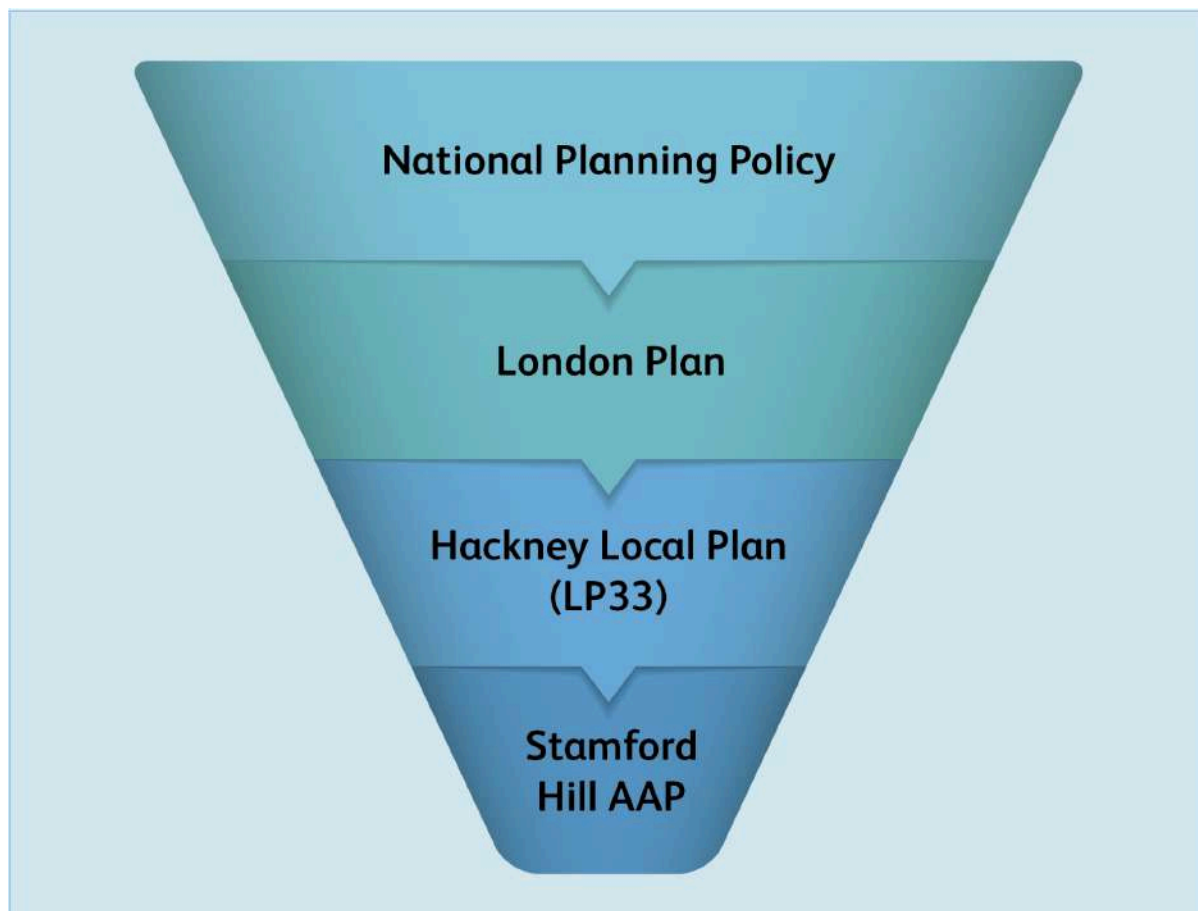 National Planning Policy
London Plan
Hackney Local Plan
(LP33)
Stamford
Hill AAP